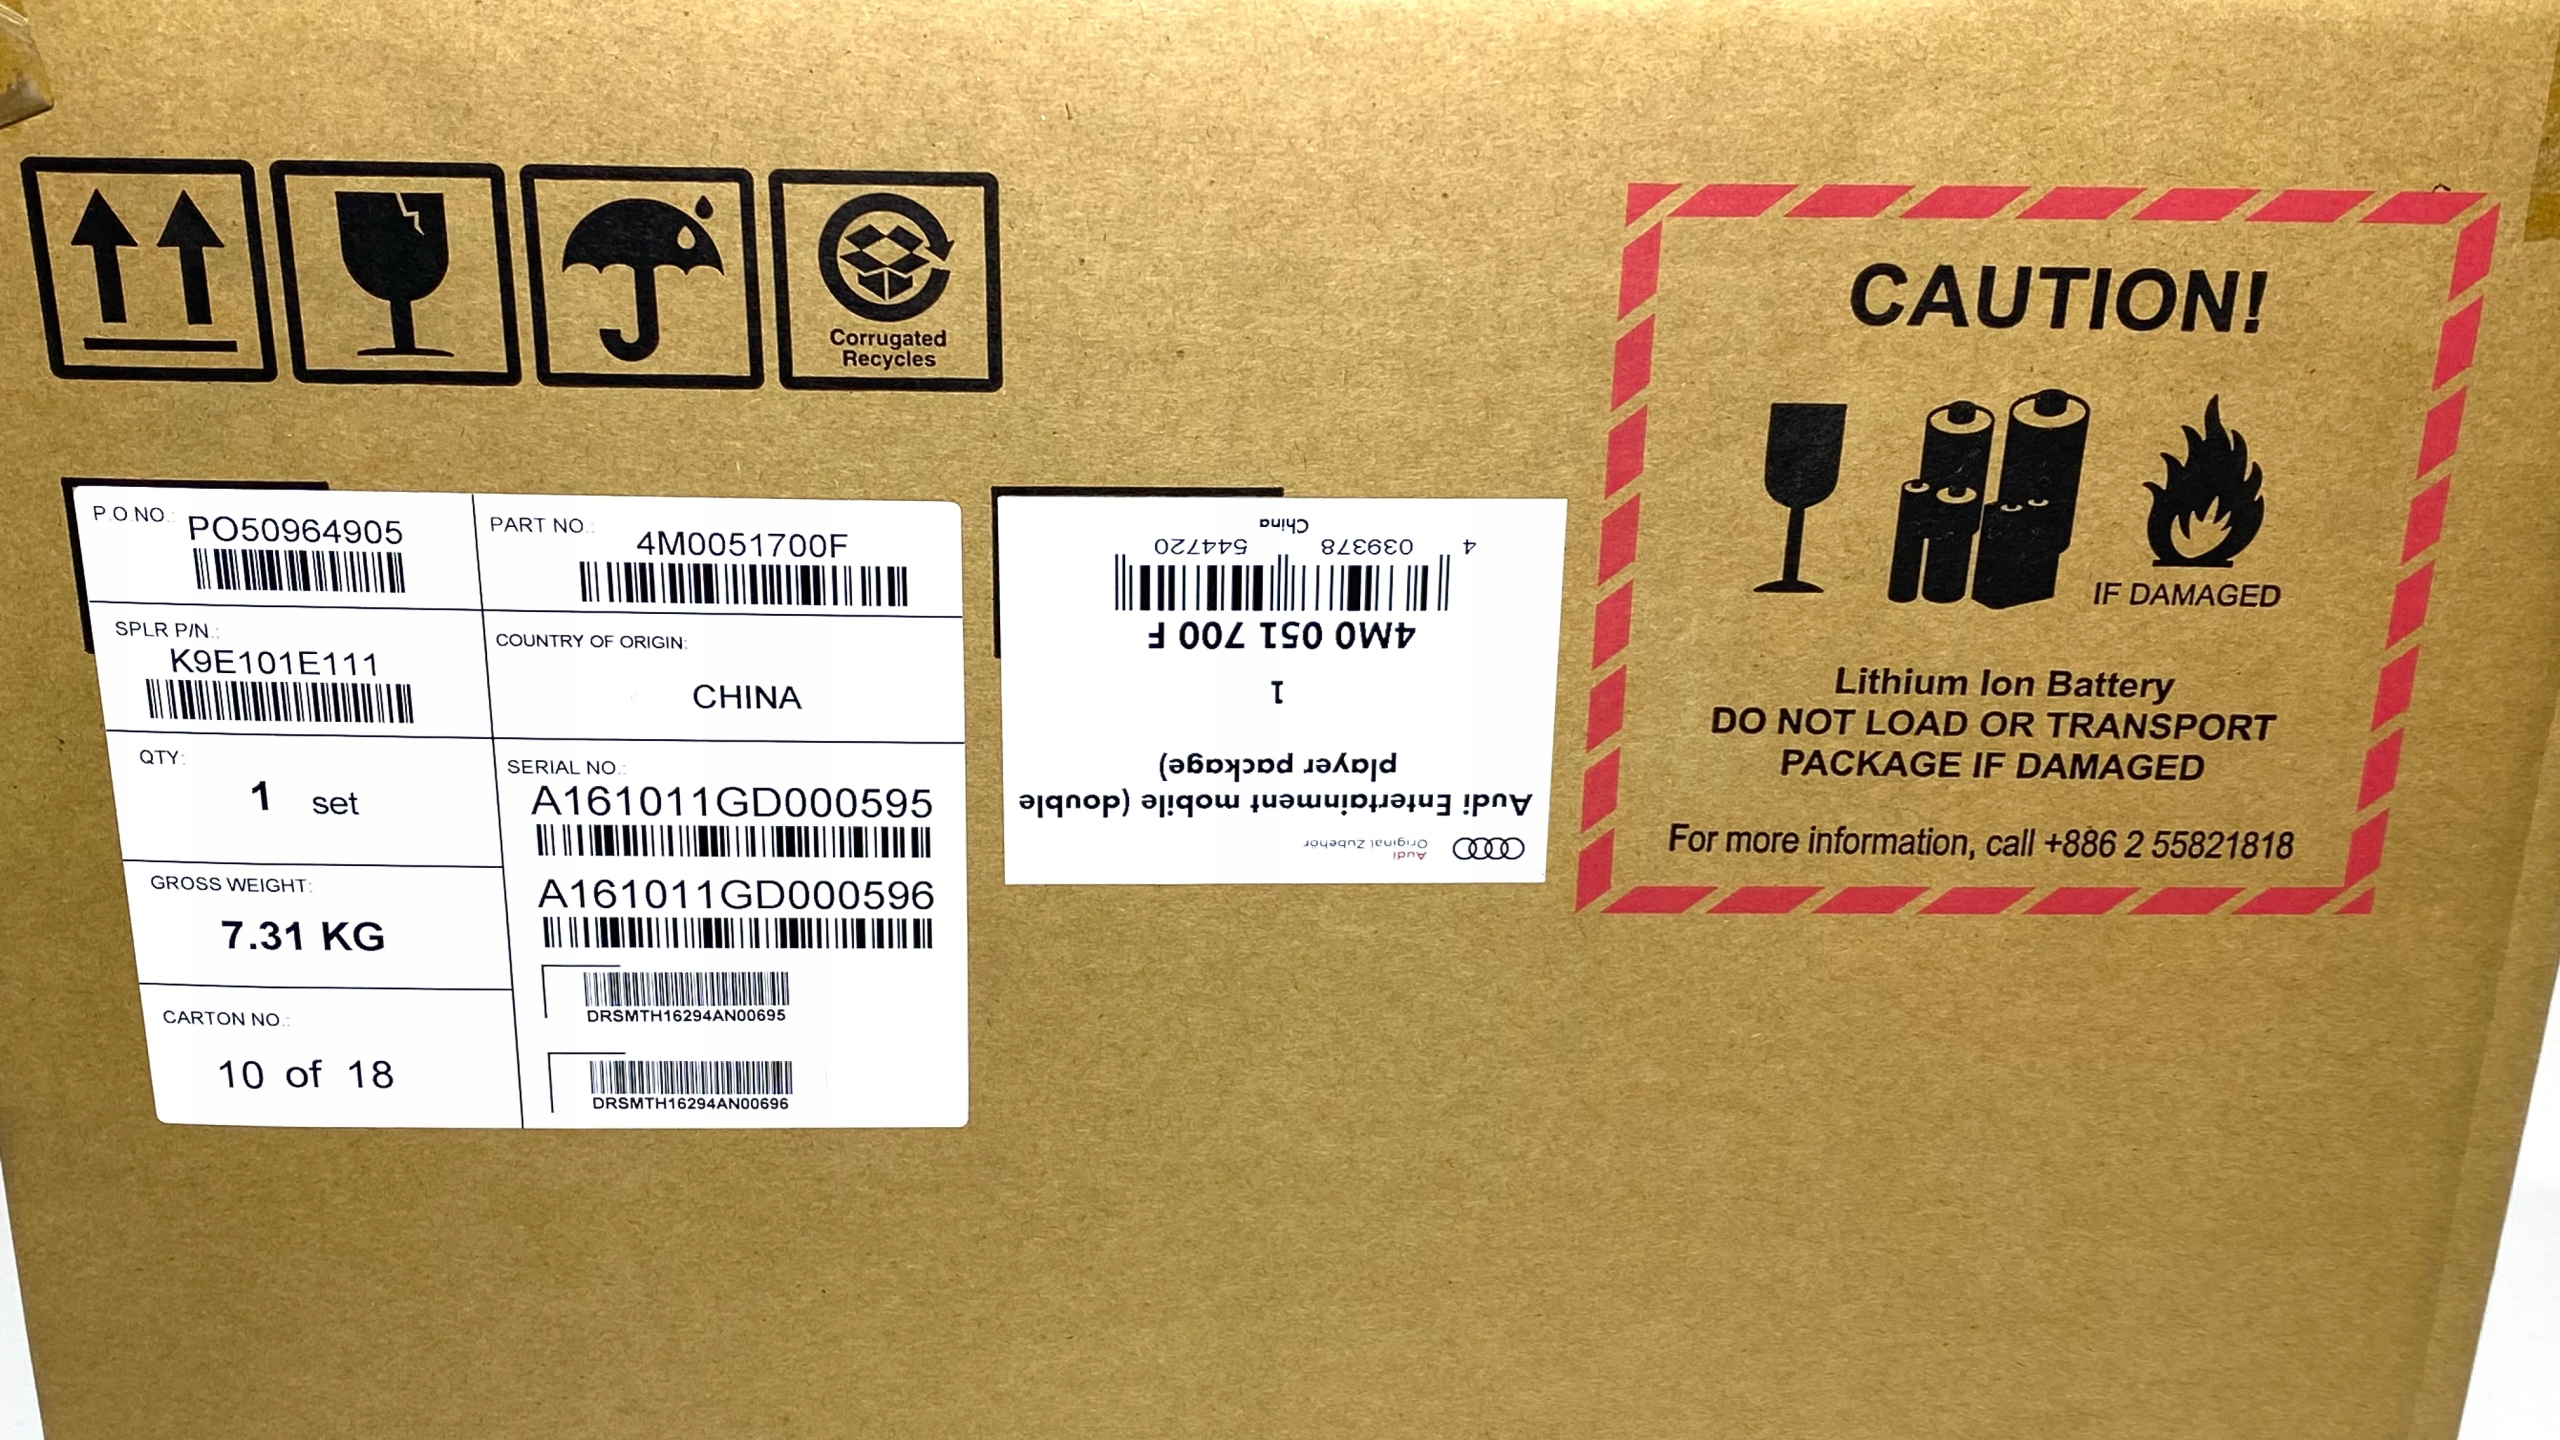 Corrugated
Recycles
P.O.NO.:
PO50964905
PART NO.:
4M0051700F
SPLR P/N.:
K9E101E111
COUNTRY OF ORIGIN:
CHINA
QTY:
1 set
SERIAL NO.:
A161011GD000595
A161011GD000596
DRSMTH16294AN00695
DRSMTH16294AN00696
GROSS WEIGHT:
7.31 KG
CARTON NO.:
10 of 18
Audi
Original Zubehör
Audi Entertainment mobile (double
player package)
1
4M0 051 700 F
4 039378 544720
China
CAUTION!
IF DAMAGED
Lithium Ion Battery
DO NOT LOAD OR TRANSPORT
PACKAGE IF DAMAGED
For more information, call +886 2 55821818